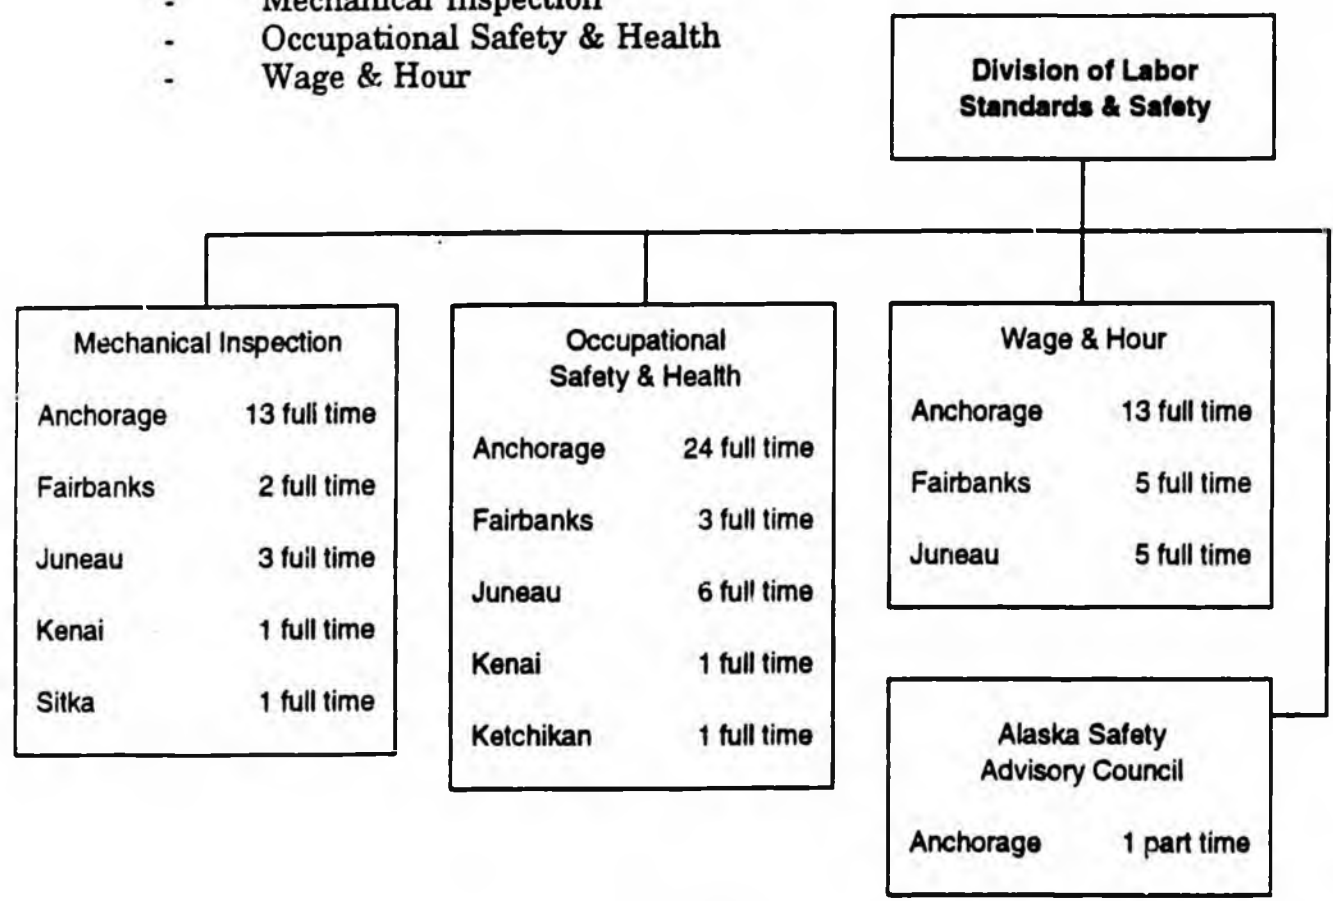 - Mechanical Inspection
- Occupational Safety & Health
- Wage & Hour
Division of Labor
Standards & Safety
Mechanical Inspection
Anchorage 13 full time
Fairbanks 2 full time
Juneau 3 full time
Kenai 1 full time
Sitka 1 full time
Occupational
Safety & Health
Anchorage 24 full time
Fairbanks 3 full time
Juneau 6 full time
Kenai 1 full time
Ketchikan 1 full time
Wage & Hour
Anchorage 13 full time
Fairbanks 5 full time
Juneau 5 full time
Alaska Safety
Advisory Council
Anchorage 1 part time